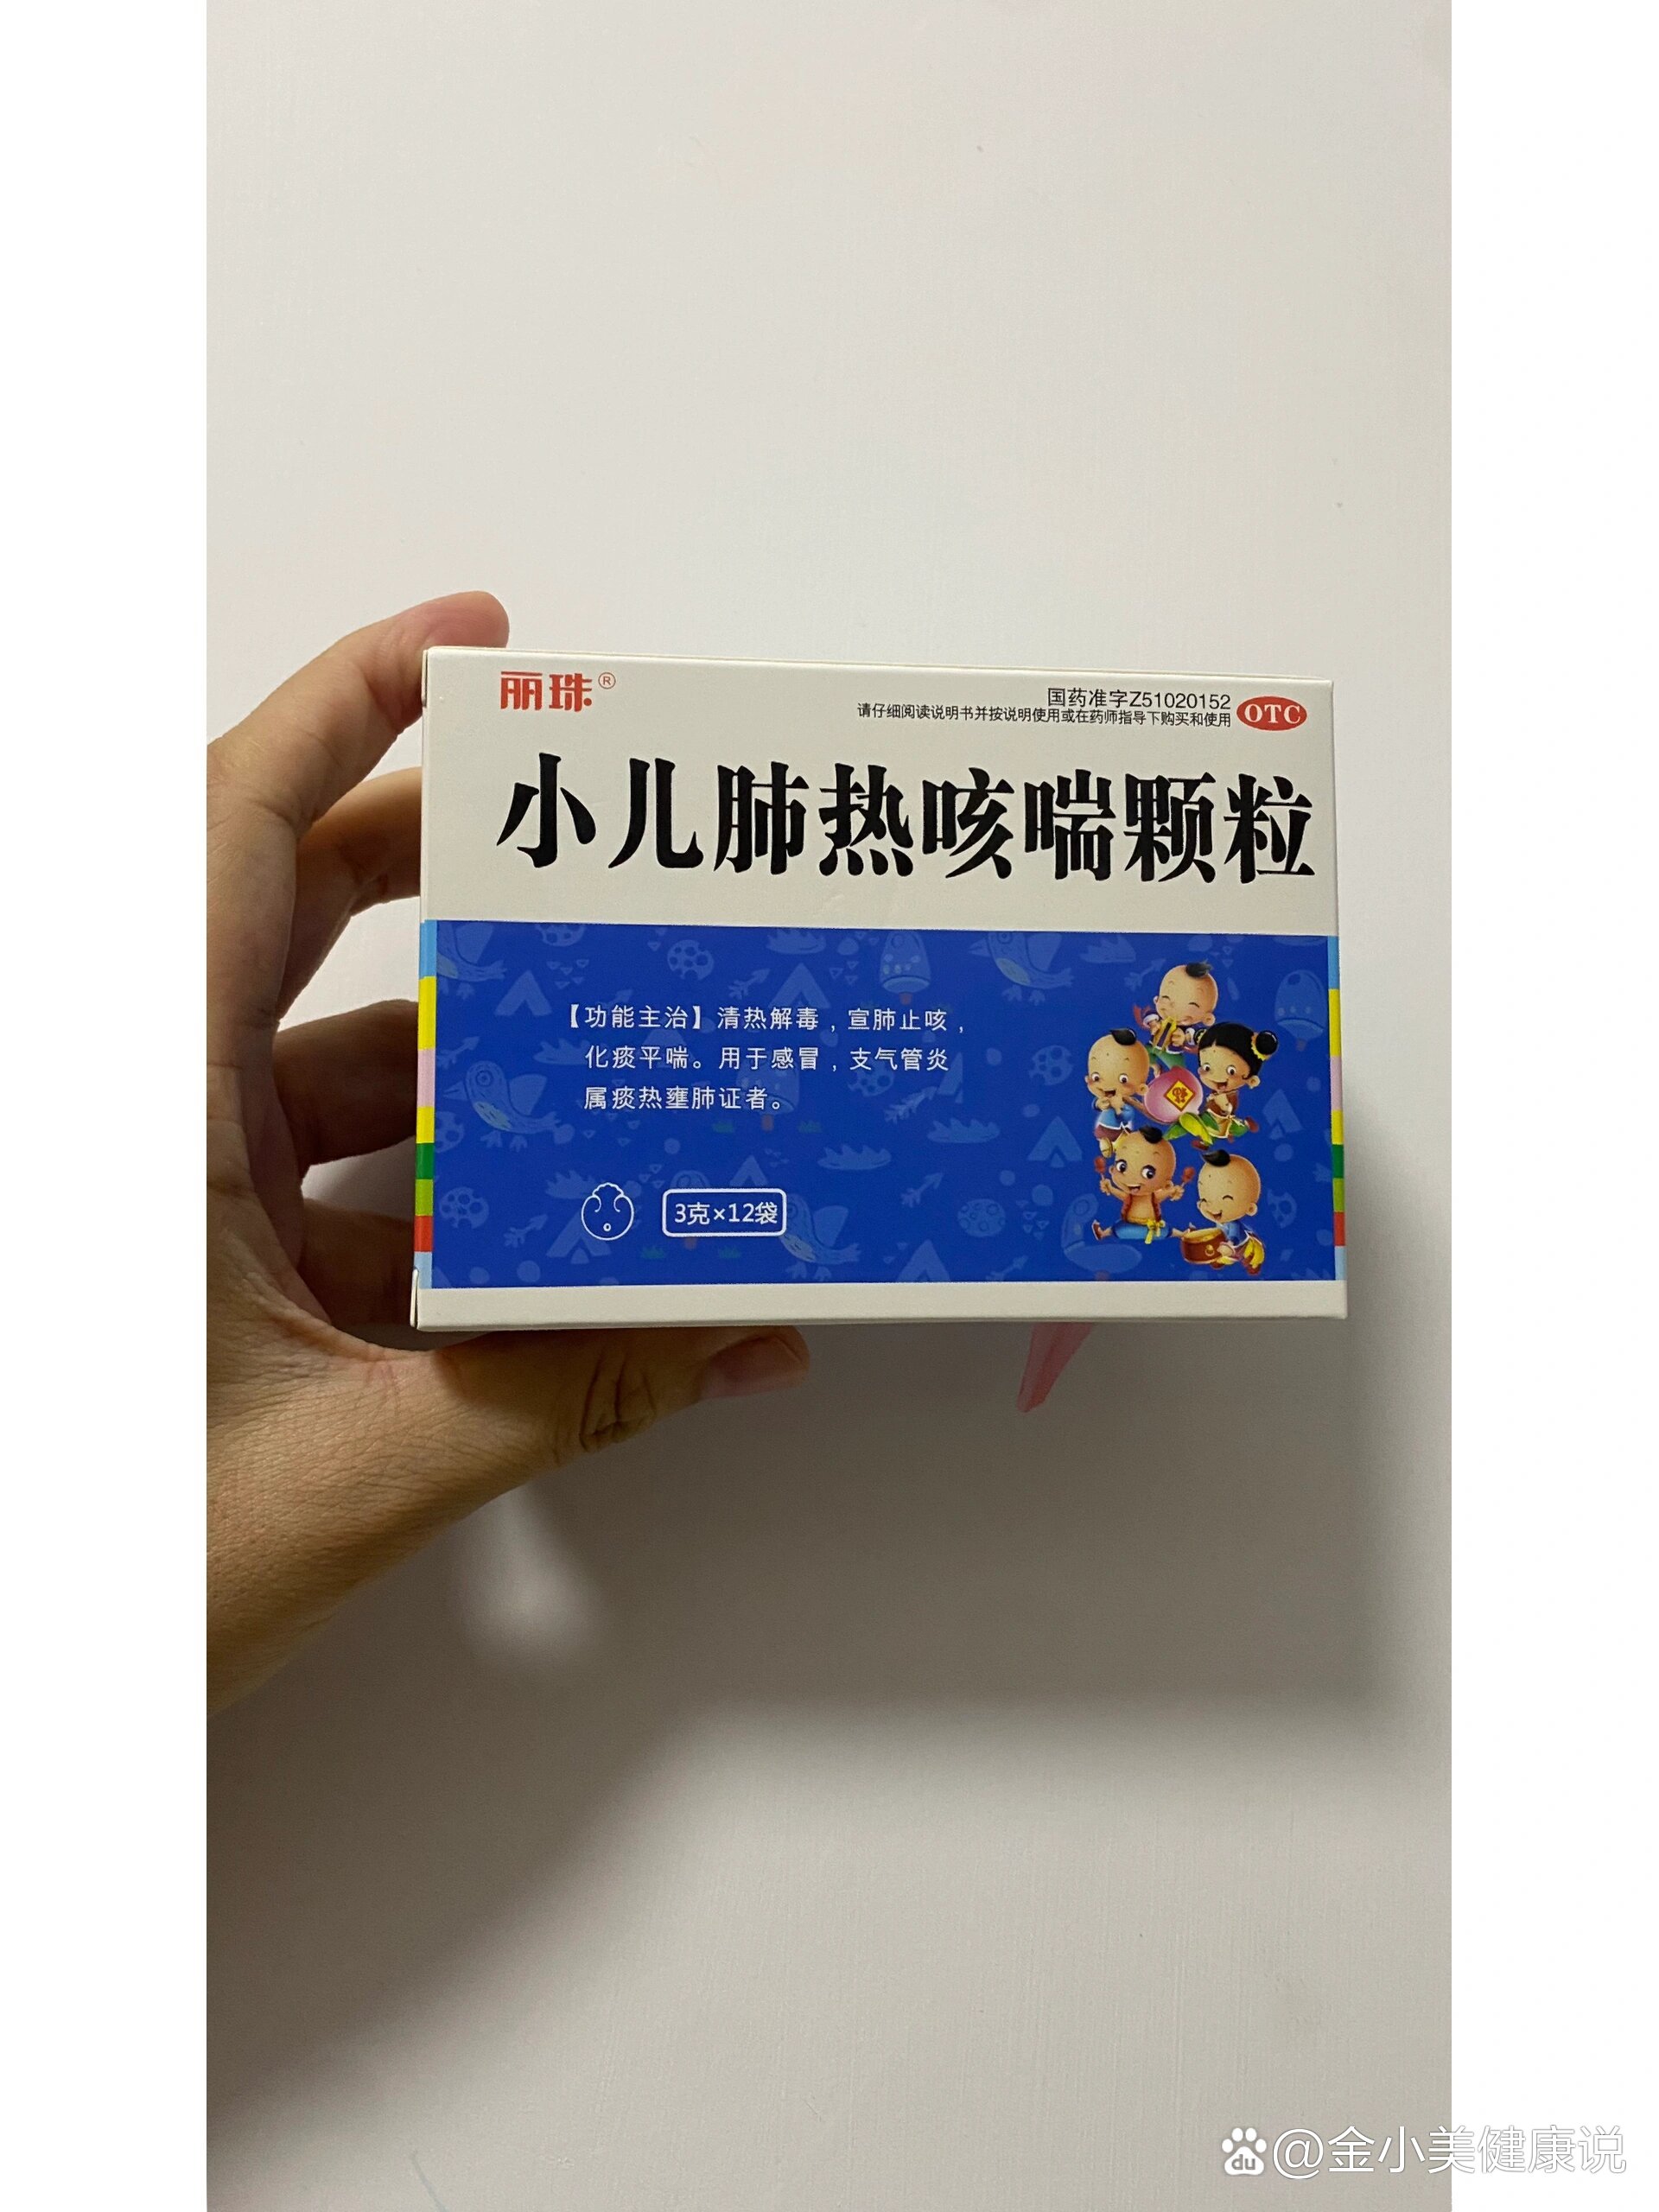 丽珠®
国药准字Z51020152
请仔细阅读说明书并按说明使用或在药师指导下购买和使用
OTC
小儿肺热咳喘颗粒
【功能主治】清热解毒，宣肺止咳，
化痰平喘。用于感冒，支气管炎
属痰热壅肺证者。
3克×12袋
du @金小美健康说